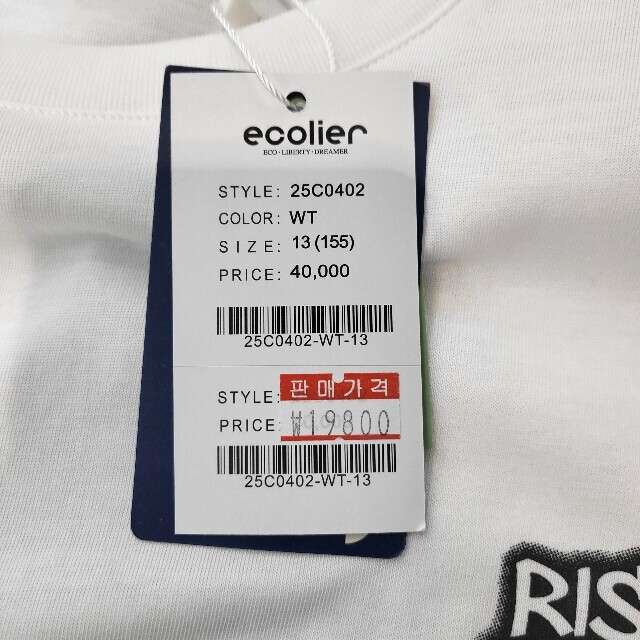 ecolier
ECO · LIBERTY · DREAMER
STYLE: 25C0402
COLOR: WT
SIZE: 13 (155)
PRICE: 40,000
25C0402-WT-13
STYLE: 판매가격
PRICE: ₩19800
25C0402-WT-13
RIS